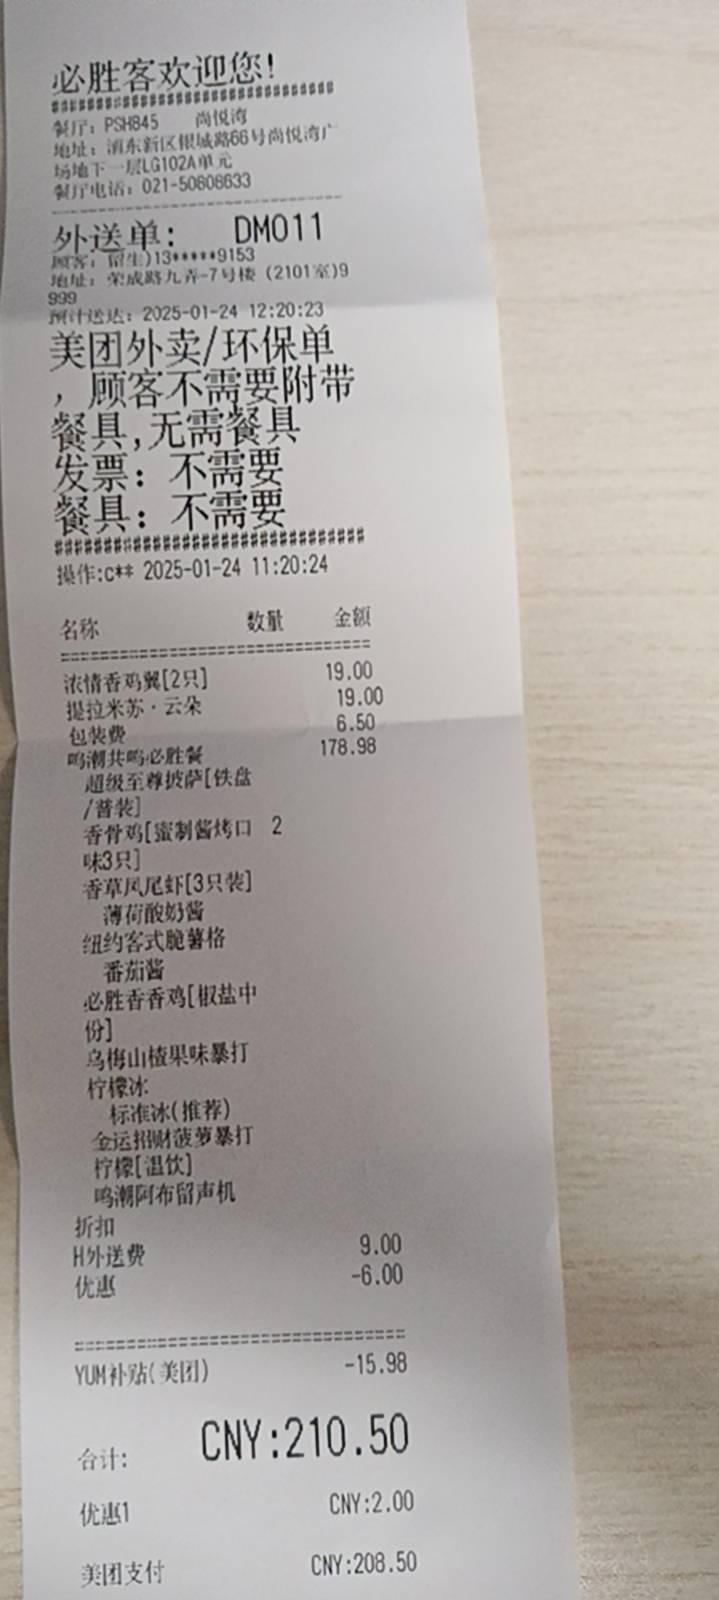 必胜客欢迎您!
################################
餐厅: PSH845 尚悦湾
地址: 浦东新区银城路66号尚悦湾广
场地下一层LG102A单元
餐厅电话: 021-50808633
--------------------------------
外送单: DM011
顾客: 留生)13*****9153
地址: 荣成路九弄-7号楼 (2101室)9
999
预计送达: 2025-01-24 12:20:23
美团外卖/环保单
, 顾客不需要附带
餐具,无需餐具
发票: 不需要
餐具: 不需要
################################
操作:c** 2025-01-24 11:20:24
名称 数量 金额
================================
浓情香鸡翼[2只] 19.00
提拉米苏·云朵 19.00
包装费 6.50
鸣潮共鸣必胜餐 178.98
超级至尊披萨[铁盘
/普装]
香骨鸡[蜜制酱烤口 2
味3只]
香草凤尾虾[3只装]
薄荷酸奶酱
纽约客式脆薯格
番茄酱
必胜香香鸡[椒盐中
份]
乌梅山楂果味暴打
柠檬冰
标准冰(推荐)
金运招财菠萝暴打
柠檬[温饮]
鸣潮阿布留声机
折扣
H外送费 9.00
优惠 -6.00
================================
YUM补贴(美团) -15.98
合计: CNY:210.50
优惠1 CNY:2.00
美团支付 CNY:208.50